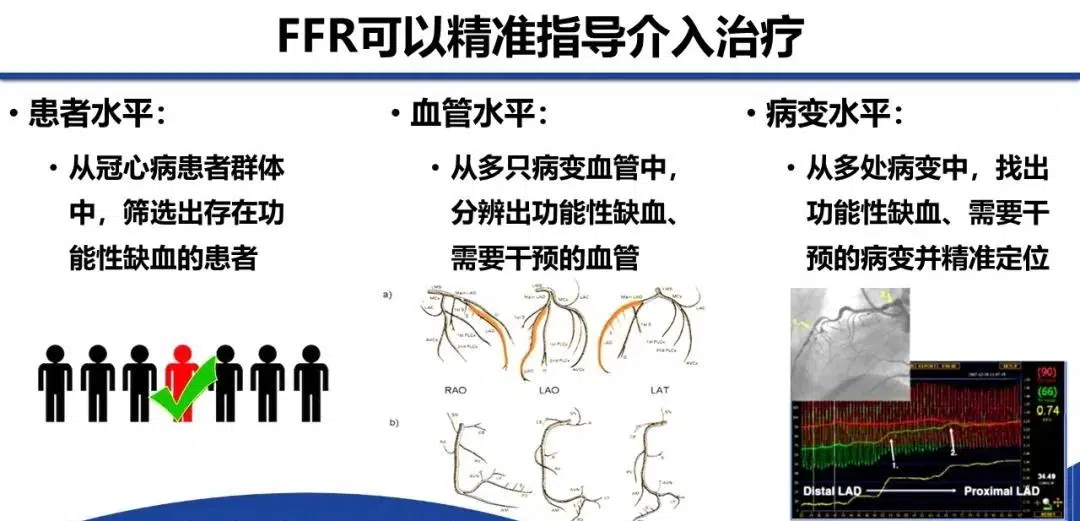 FFR可以精准指导介入治疗
• 患者水平：
• 从冠心病患者群体
中，筛选出存在功
能性缺血的患者
• 血管水平：
• 从多只病变血管中，
分辨出功能性缺血、
需要干预的血管
• 病变水平：
• 从多处病变中，找出
功能性缺血、需要干
预的病变并精准定位
a)
RAO
LAO
LAT
b)
(90)
(66)
0.74
1.
2.
34.49
Distal LAD
Proximal LAD